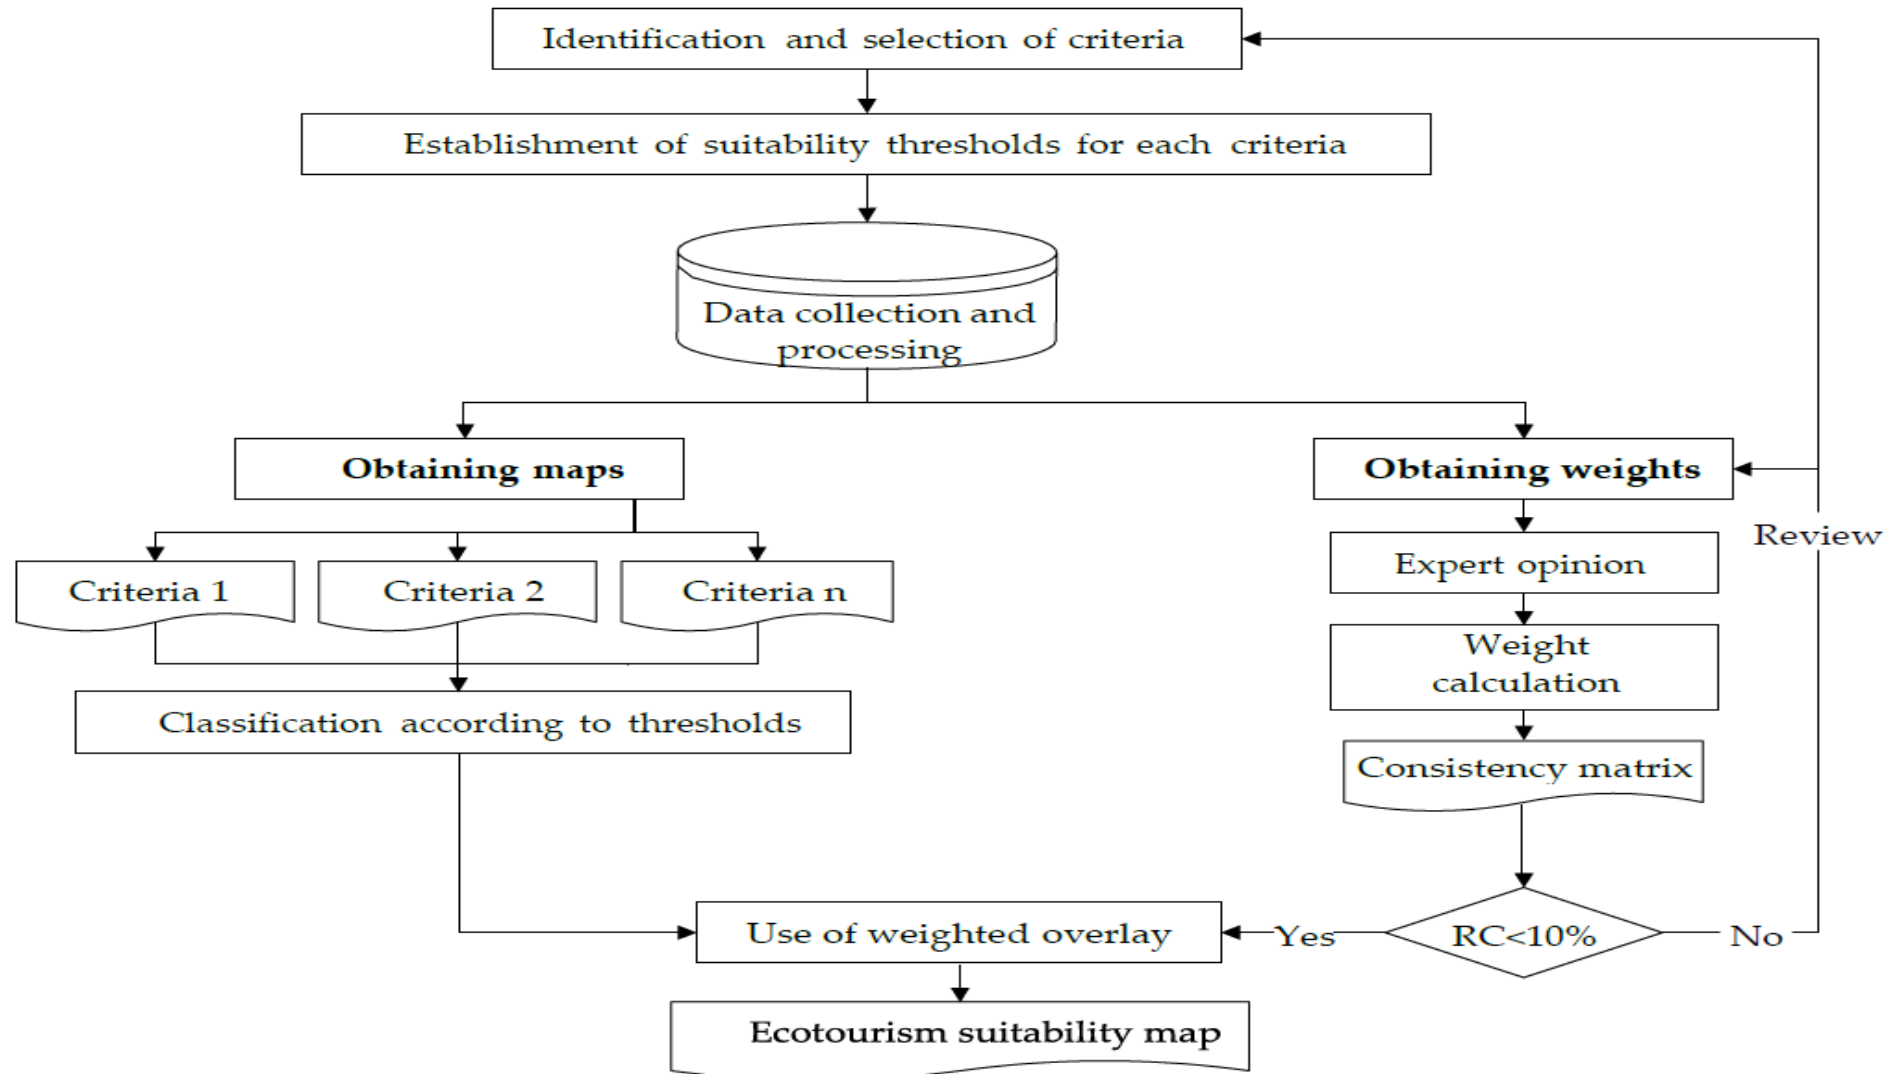 Identification and selection of criteria
Establishment of suitability thresholds for each criteria
Data collection and
processing
Obtaining maps
Obtaining weights
Review
Expert opinion
Criteria 1
Criteria 2
Criteria n
Weight
calculation
Classification according to thresholds
Consistency matrix
Use of weighted overlay
Yes
RC<10%
No
Ecotourism suitability map